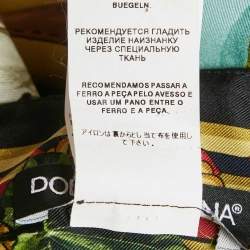 BUEGELN
РЕКОМЕНДУЕТСЯ ГЛАДИТЬ
ИЗДЕЛИЕ НАИЗНАНКУ
ЧЕРЕЗ СПЕЦИАЛЬНУЮ
ТКАНЬ
RECOMENDAMOS PASSAR A
FERRO A PEÇA PELO AVESSO E
USAR UM PANO ENTRE O
FERRO E A PEÇA.
アイロンは裏からとし当て布を使用し
て下さい。
DO NA